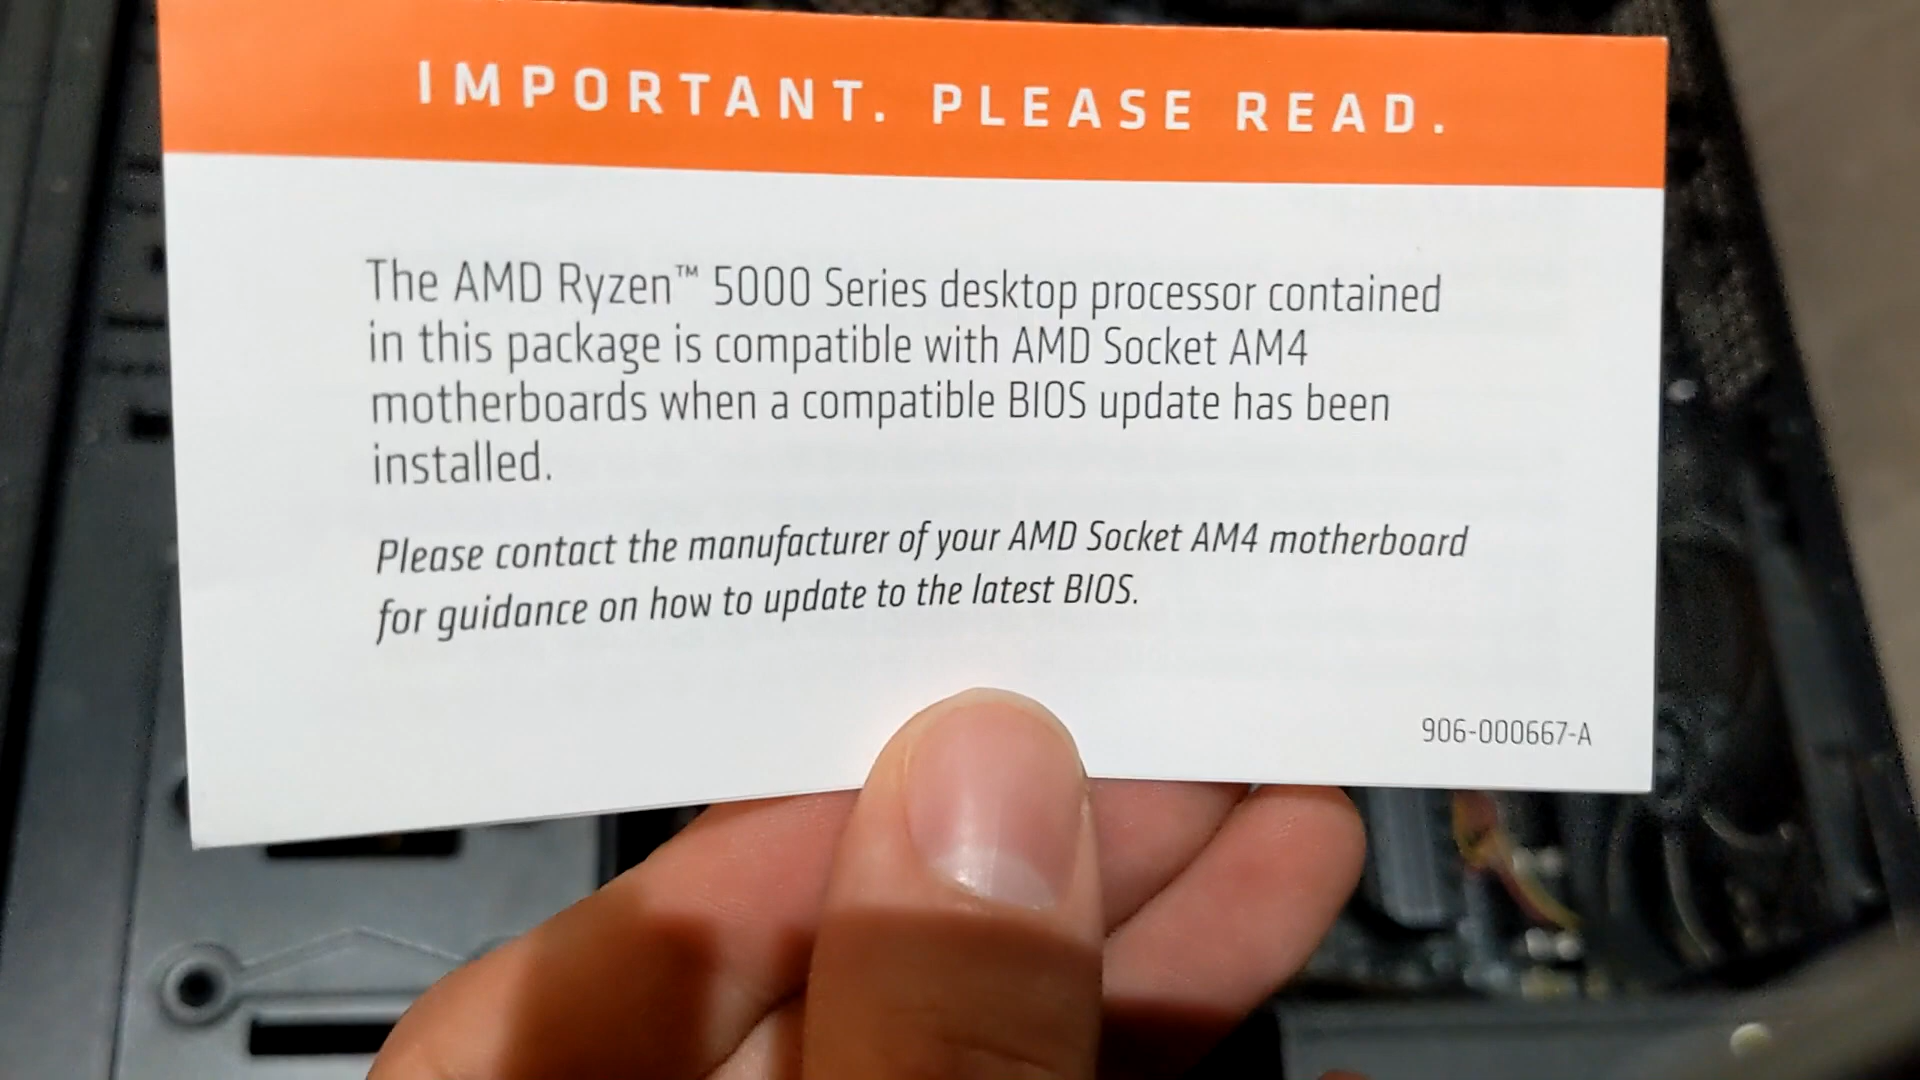 IMPORTANT. PLEASE READ.
The AMD Ryzen™ 5000 Series desktop processor contained
in this package is compatible with AMD Socket AM4
motherboards when a compatible BIOS update has been
installed.
Please contact the manufacturer of your AMD Socket AM4 motherboard
for guidance on how to update to the latest BIOS.
906-000667-A